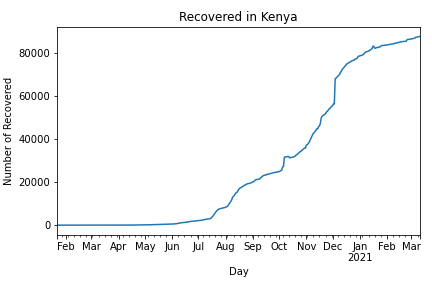 Recovered in Kenya
Number of Recovered
80000
60000
40000
20000
0
Feb Mar Apr May Jun Jul Aug Sep Oct Nov Dec Jan Feb Mar
2021
Day